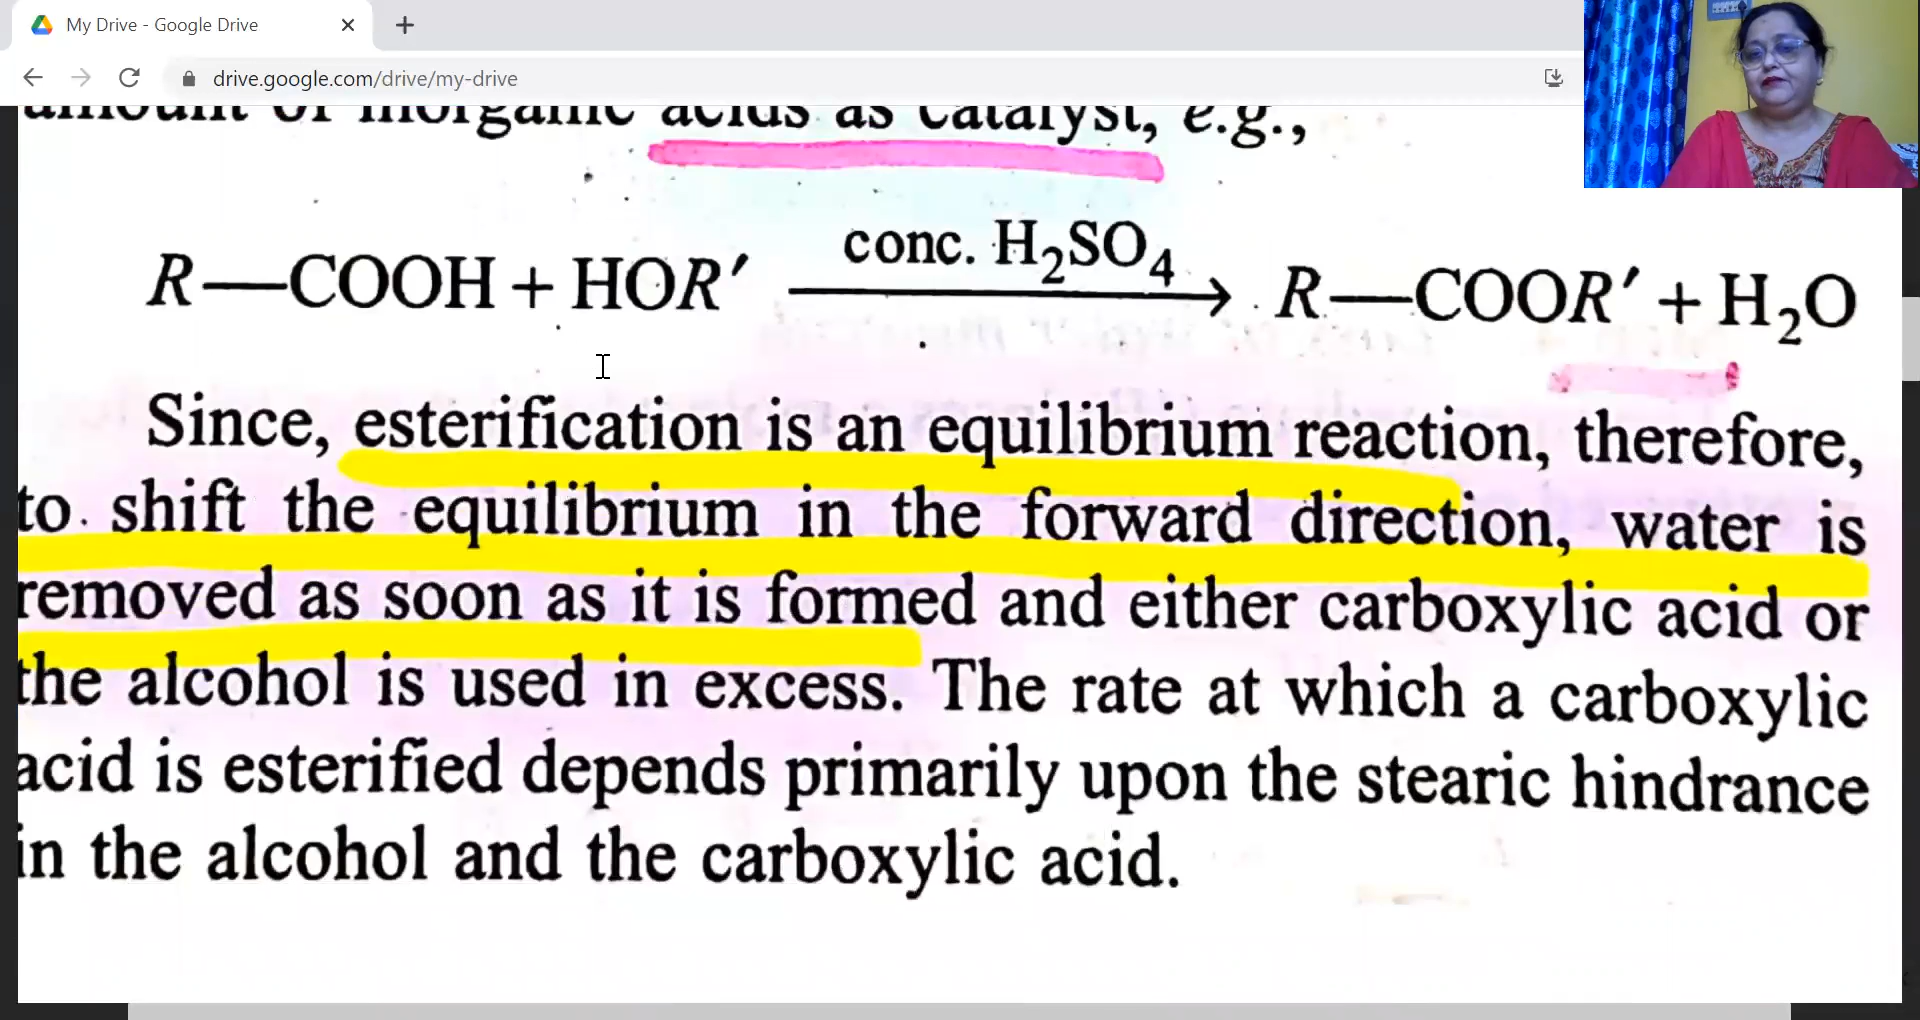 My Drive - Google Drive
drive.google.com/drive/my-drive
amount of inorganic acids as catalyst, e.g.,
conc. H₂SO₄
R—COOH + HOR′ → R—COOR′ + H₂O
Since, esterification is an equilibrium reaction, therefore,
to shift the equilibrium in the forward direction, water is
removed as soon as it is formed and either carboxylic acid or
the alcohol is used in excess. The rate at which a carboxylic
acid is esterified depends primarily upon the stearic hindrance
in the alcohol and the carboxylic acid.